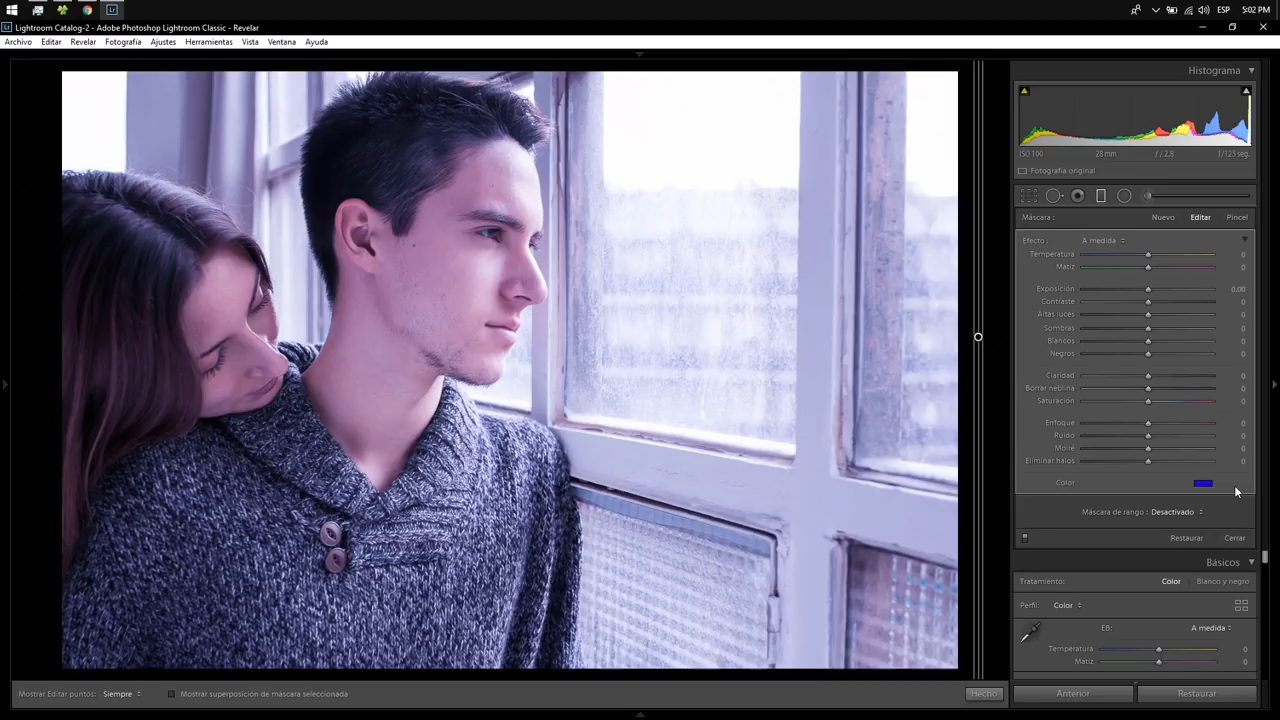 ESP 5:02 PM
Lightroom Catalog-2 - Adobe Photoshop Lightroom Classic - Revelar
Archivo Editar Revelar Fotografía Ajustes Herramientas Vista Ventana Ayuda
Histograma
ISO 100 28 mm f / 2.8 1/123 seg.
Fotografía original
Máscara : Nuevo Editar Pincel
Efecto : A medida
Temperatura 0
Matiz 0
Exposición 0.00
Contraste 0
Altas luces 0
Sombras 0
Blancos 0
Negros 0
Claridad 0
Borrar neblina 0
Saturación 0
Enfoque 0
Ruido 0
Moiré 0
Eliminar halos 0
Color
Máscara de rango : Desactivado
Restaurar Cerrar
Básicos
Tratamiento: Color Blanco y negro
Perfil: Color
EB: A medida
Temperatura 0
Matiz 0
Mostrar Editar puntos: Siempre Mostrar superposición de máscara seleccionada Hecho Anterior Restaurar